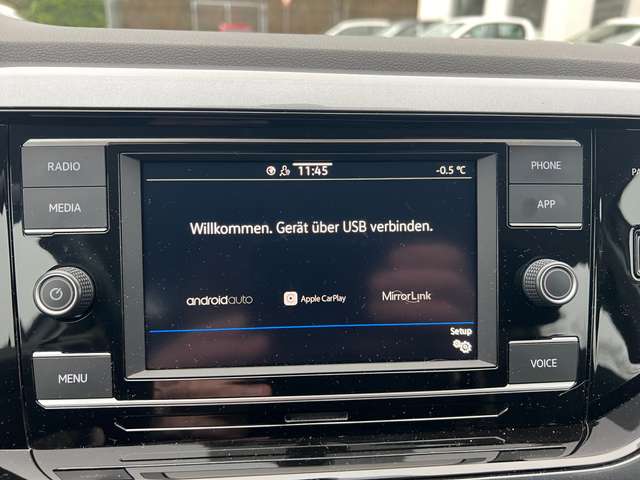 RADIO
MEDIA
MENU
11:45
-0.5 °C
Willkommen. Gerät über USB verbinden.
androidauto
Apple CarPlay
MirrorLink
Setup
PHONE
APP
VOICE
PA